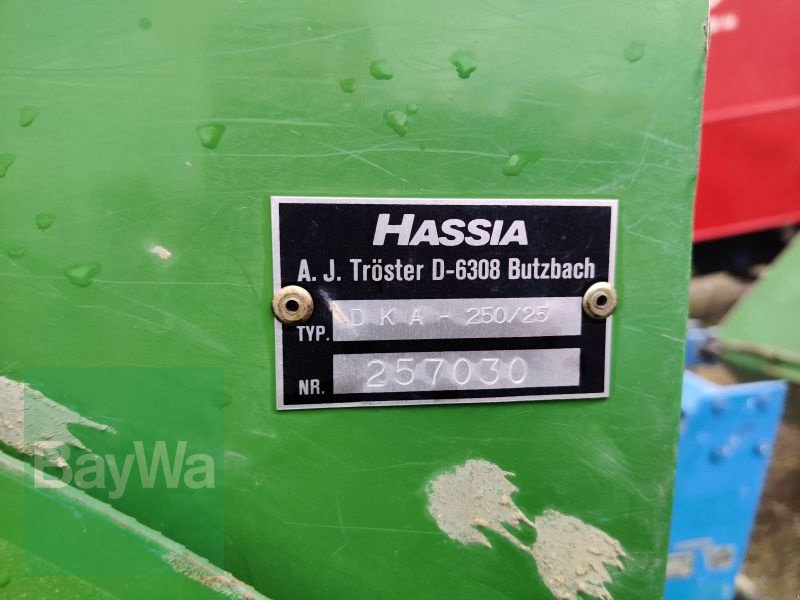 HASSIA
A. J. Tröster D-6308 Butzbach
TYP. DKA - 250/25
NR. 257030
BayWa